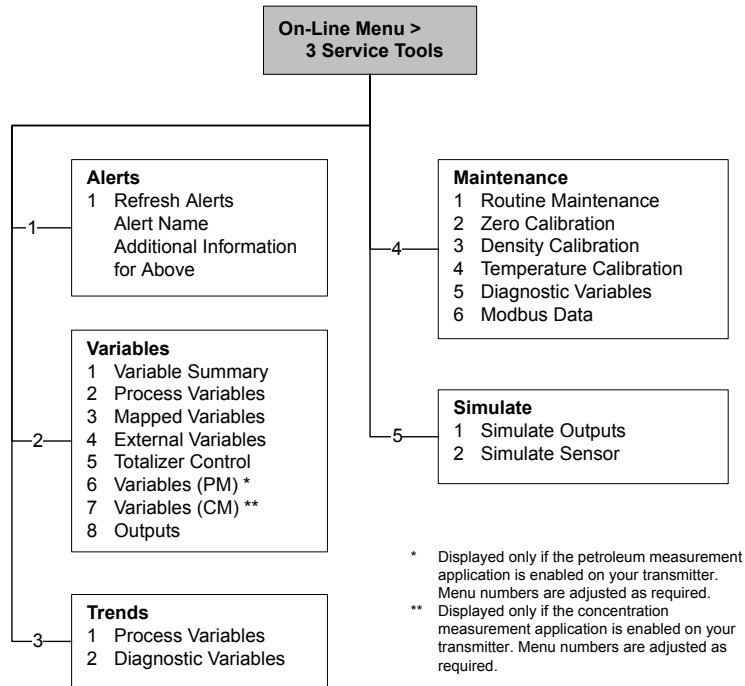 On-Line Menu >
3 Service Tools
1
Alerts
1 Refresh Alerts
Alert Name
Additional Information
for Above
2
Variables
1 Variable Summary
2 Process Variables
3 Mapped Variables
4 External Variables
5 Totalizer Control
6 Variables (PM) *
7 Variables (CM) **
8 Outputs
3
Trends
1 Process Variables
2 Diagnostic Variables
4
Maintenance
1 Routine Maintenance
2 Zero Calibration
3 Density Calibration
4 Temperature Calibration
5 Diagnostic Variables
6 Modbus Data
5
Simulate
1 Simulate Outputs
2 Simulate Sensor
* Displayed only if the petroleum measurement
application is enabled on your transmitter.
Menu numbers are adjusted as required.
** Displayed only if the concentration
measurement application is enabled on your
transmitter. Menu numbers are adjusted as
required.